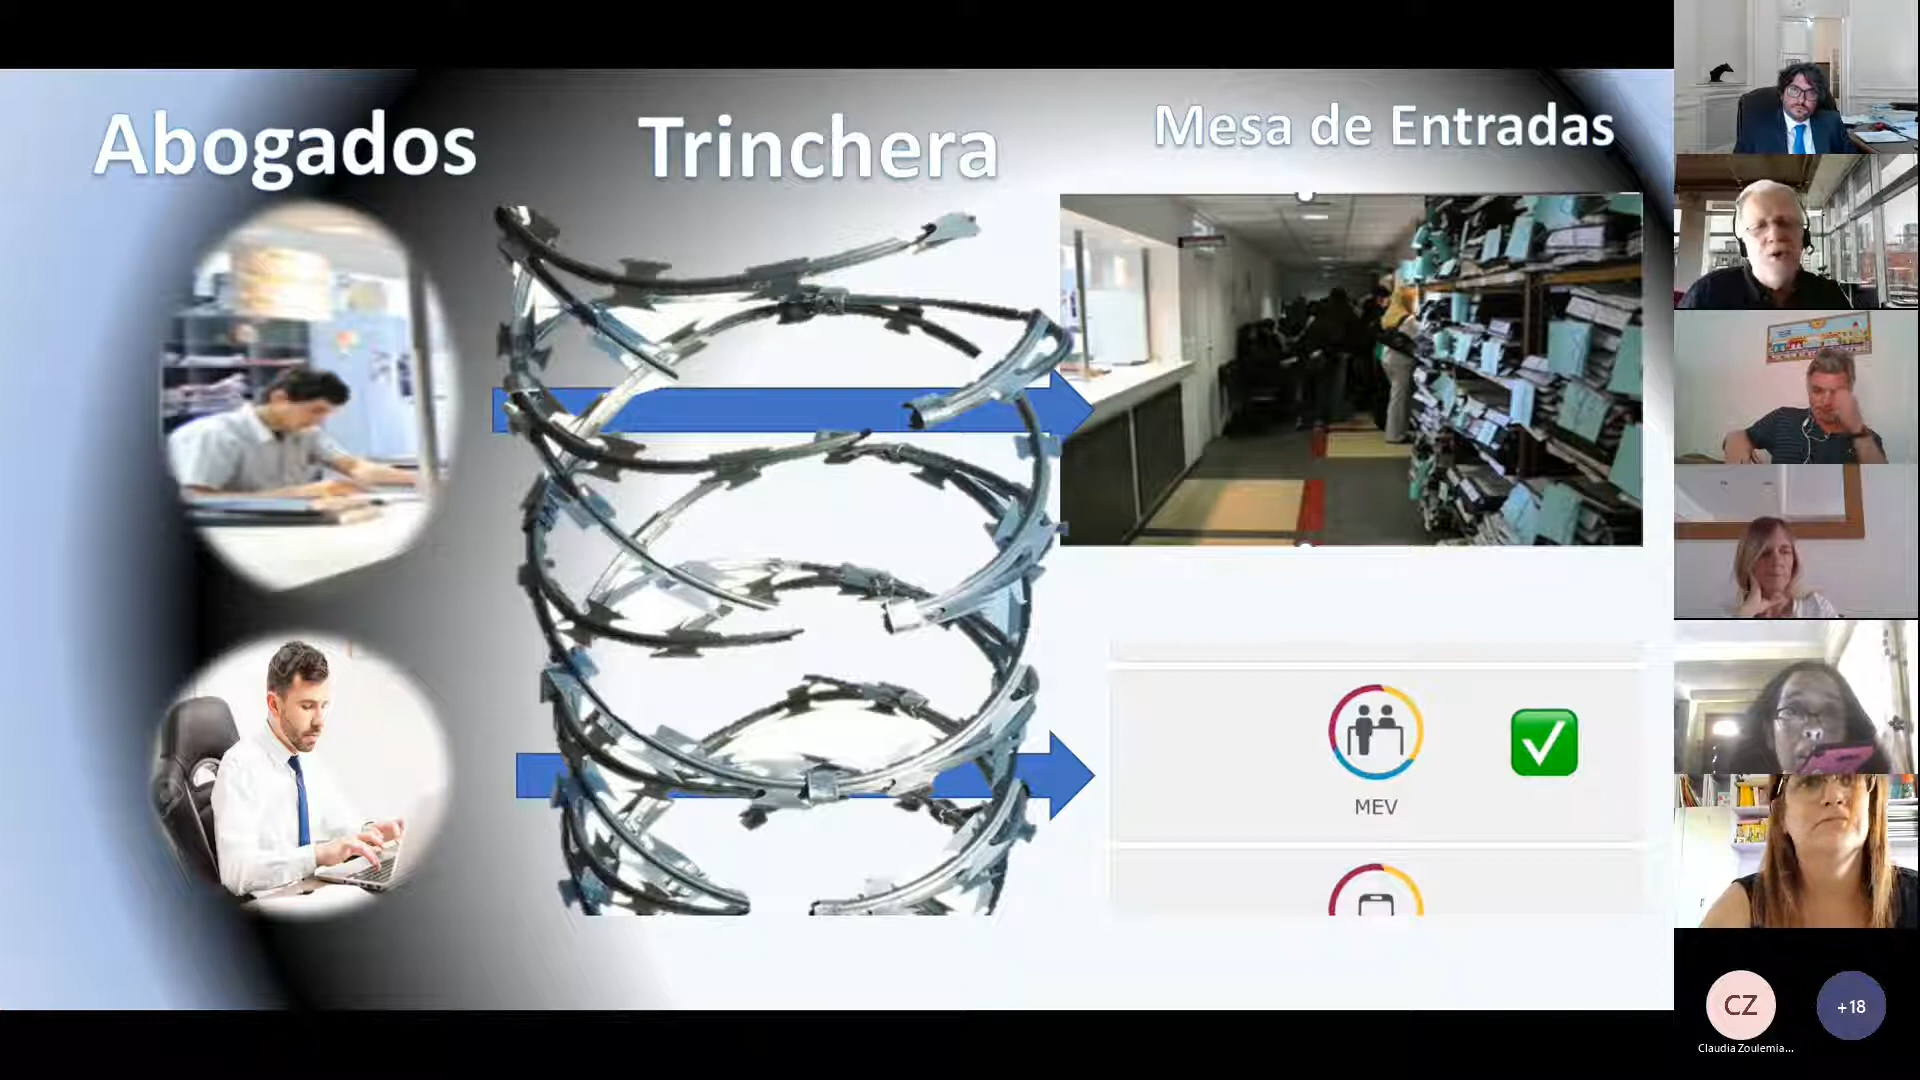 Abogados
Trinchera
Mesa de Entradas
MEV
CZ
+18
Claudia Zoulemia...